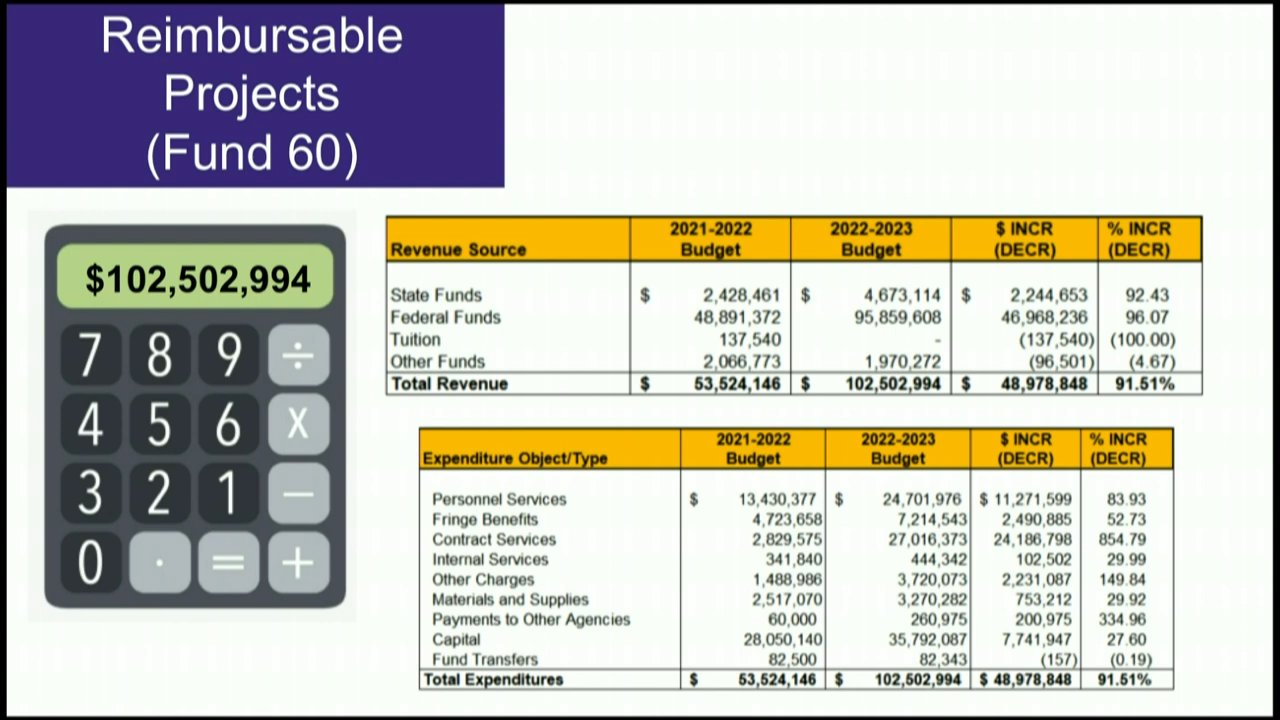 Reimbursable
Projects
(Fund 60)
$102,502,994
7 8 9 ÷
4 5 6 X
3 2 1 −
0 . = +
2021-2022 2022-2023 $ INCR % INCR
Revenue Source Budget Budget (DECR) (DECR)
State Funds $ 2,428,461 $ 4,673,114 $ 2,244,653 92.43
Federal Funds 48,891,372 95,859,608 46,968,236 96.07
Tuition 137,540 - (137,540) (100.00)
Other Funds 2,066,773 1,970,272 (96,501) (4.67)
Total Revenue $ 53,524,146 $ 102,502,994 $ 48,978,848 91.51%
2021-2022 2022-2023 $ INCR % INCR
Expenditure Object/Type Budget Budget (DECR) (DECR)
Personnel Services $ 13,430,377 $ 24,701,976 $ 11,271,599 83.93
Fringe Benefits 4,723,658 7,214,543 2,490,885 52.73
Contract Services 2,829,575 27,016,373 24,186,798 854.79
Internal Services 341,840 444,342 102,502 29.99
Other Charges 1,488,986 3,720,073 2,231,087 149.84
Materials and Supplies 2,517,070 3,270,282 753,212 29.92
Payments to Other Agencies 60,000 260,975 200,975 334.96
Capital 28,050,140 35,792,087 7,741,947 27.60
Fund Transfers 82,500 82,343 (157) (0.19)
Total Expenditures $ 53,524,146 $ 102,502,994 $ 48,978,848 91.51%